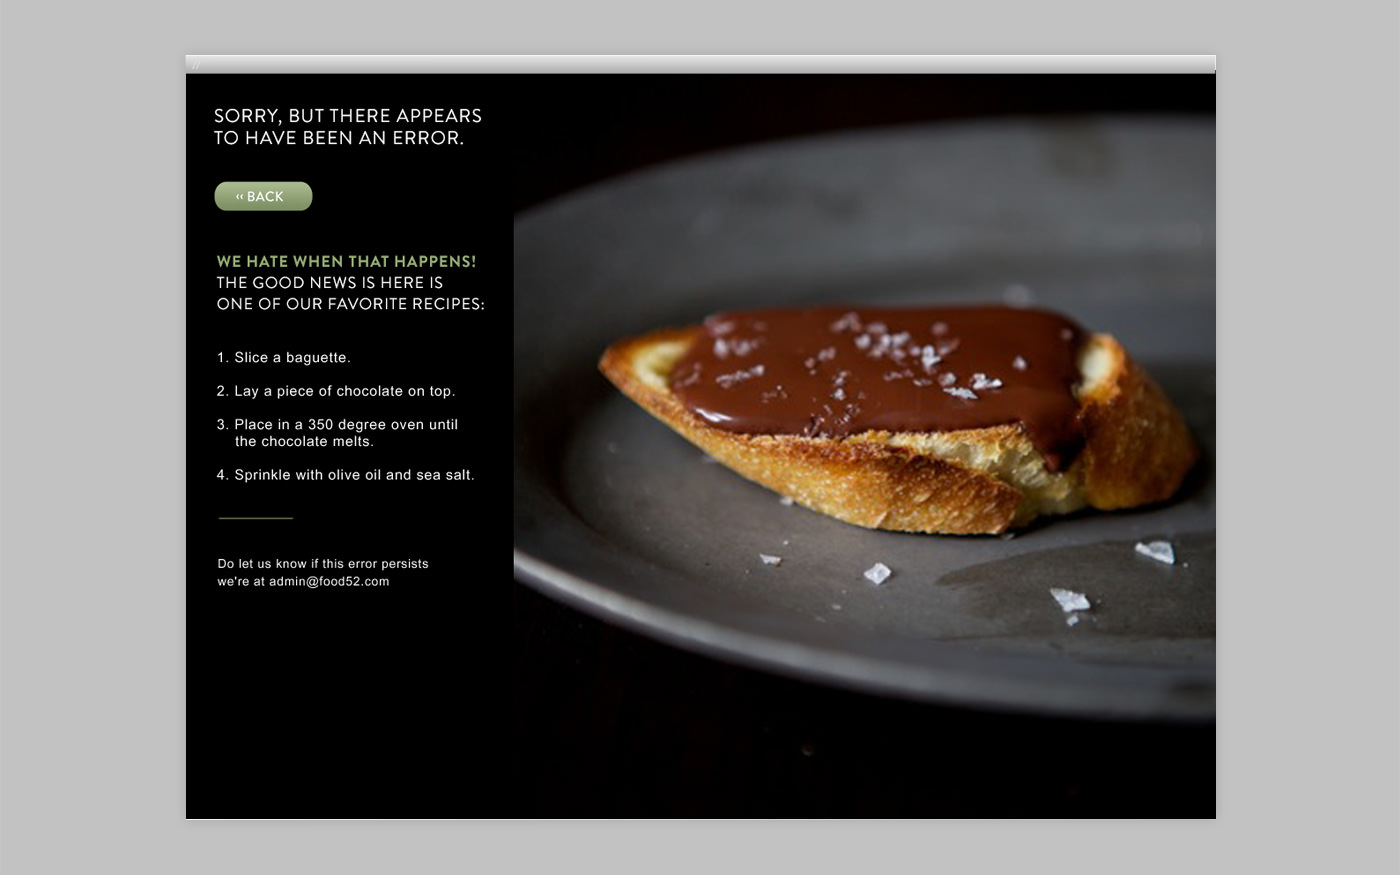 //
SORRY, BUT THERE APPEARS
TO HAVE BEEN AN ERROR.
‹‹ BACK
WE HATE WHEN THAT HAPPENS!
THE GOOD NEWS IS HERE IS
ONE OF OUR FAVORITE RECIPES:
1. Slice a baguette.
2. Lay a piece of chocolate on top.
3. Place in a 350 degree oven until
the chocolate melts.
4. Sprinkle with olive oil and sea salt.
Do let us know if this error persists
we're at admin@food52.com